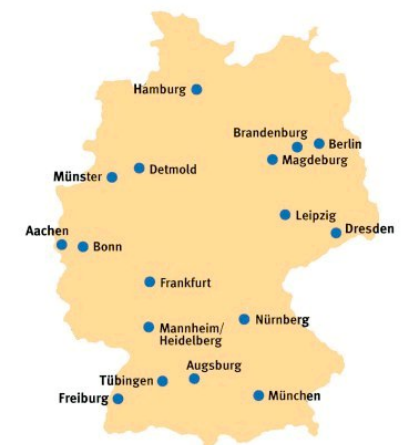 Hamburg
Brandenburg
Berlin
Magdeburg
Detmold
Münster
Leipzig
Aachen
Dresden
Bonn
Frankfurt
Nürnberg
Mannheim/
Heidelberg
Augsburg
Tübingen
München
Freiburg